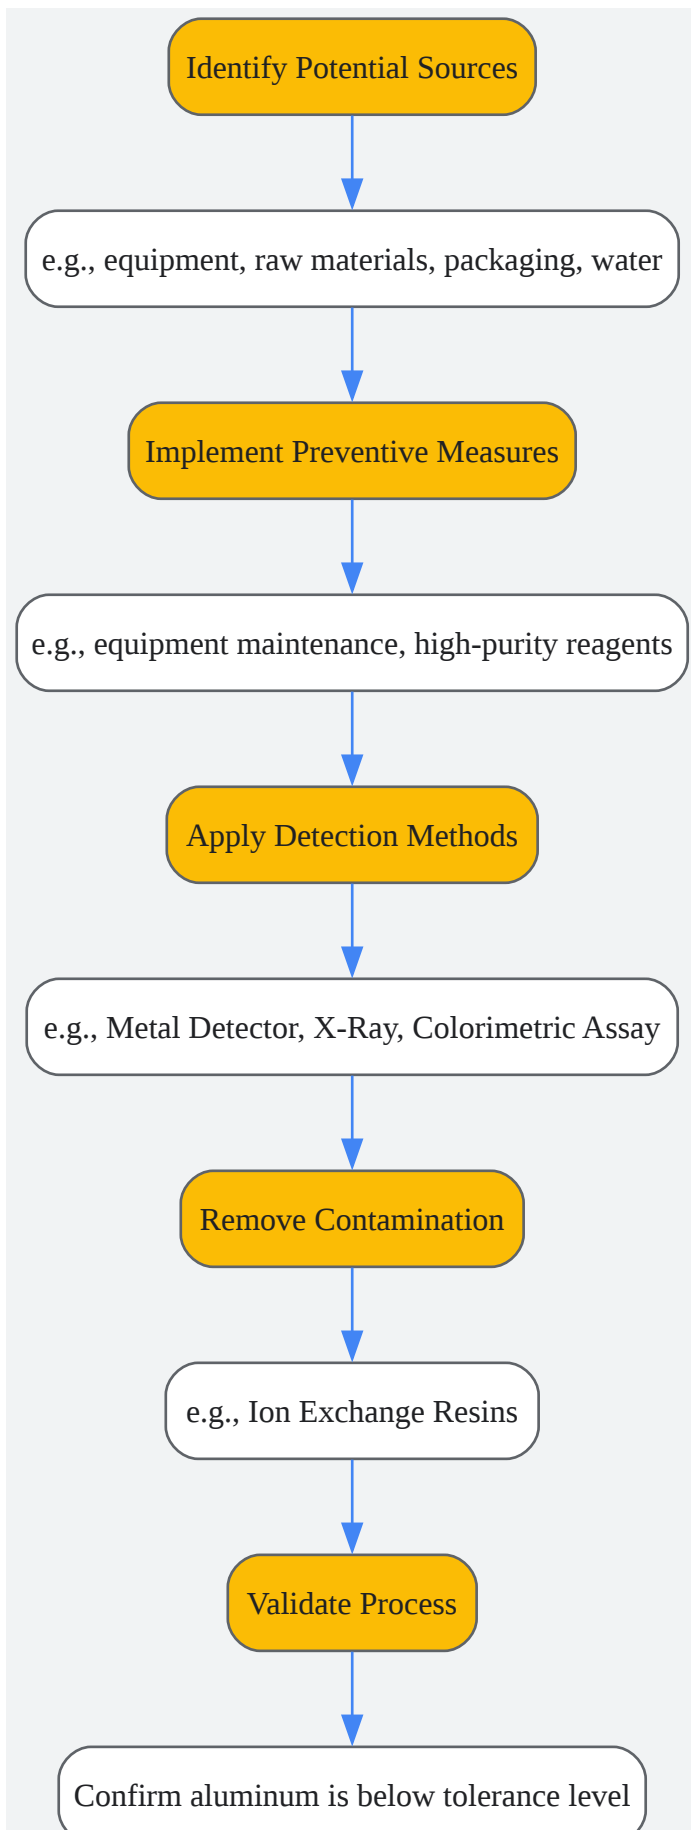 Identify Potential Sources
e.g., equipment, raw materials, packaging, water
Implement Preventive Measures
e.g., equipment maintenance, high-purity reagents
Apply Detection Methods
e.g., Metal Detector, X-Ray, Colorimetric Assay
Remove Contamination
e.g., Ion Exchange Resins
Validate Process
Confirm aluminum is below tolerance level